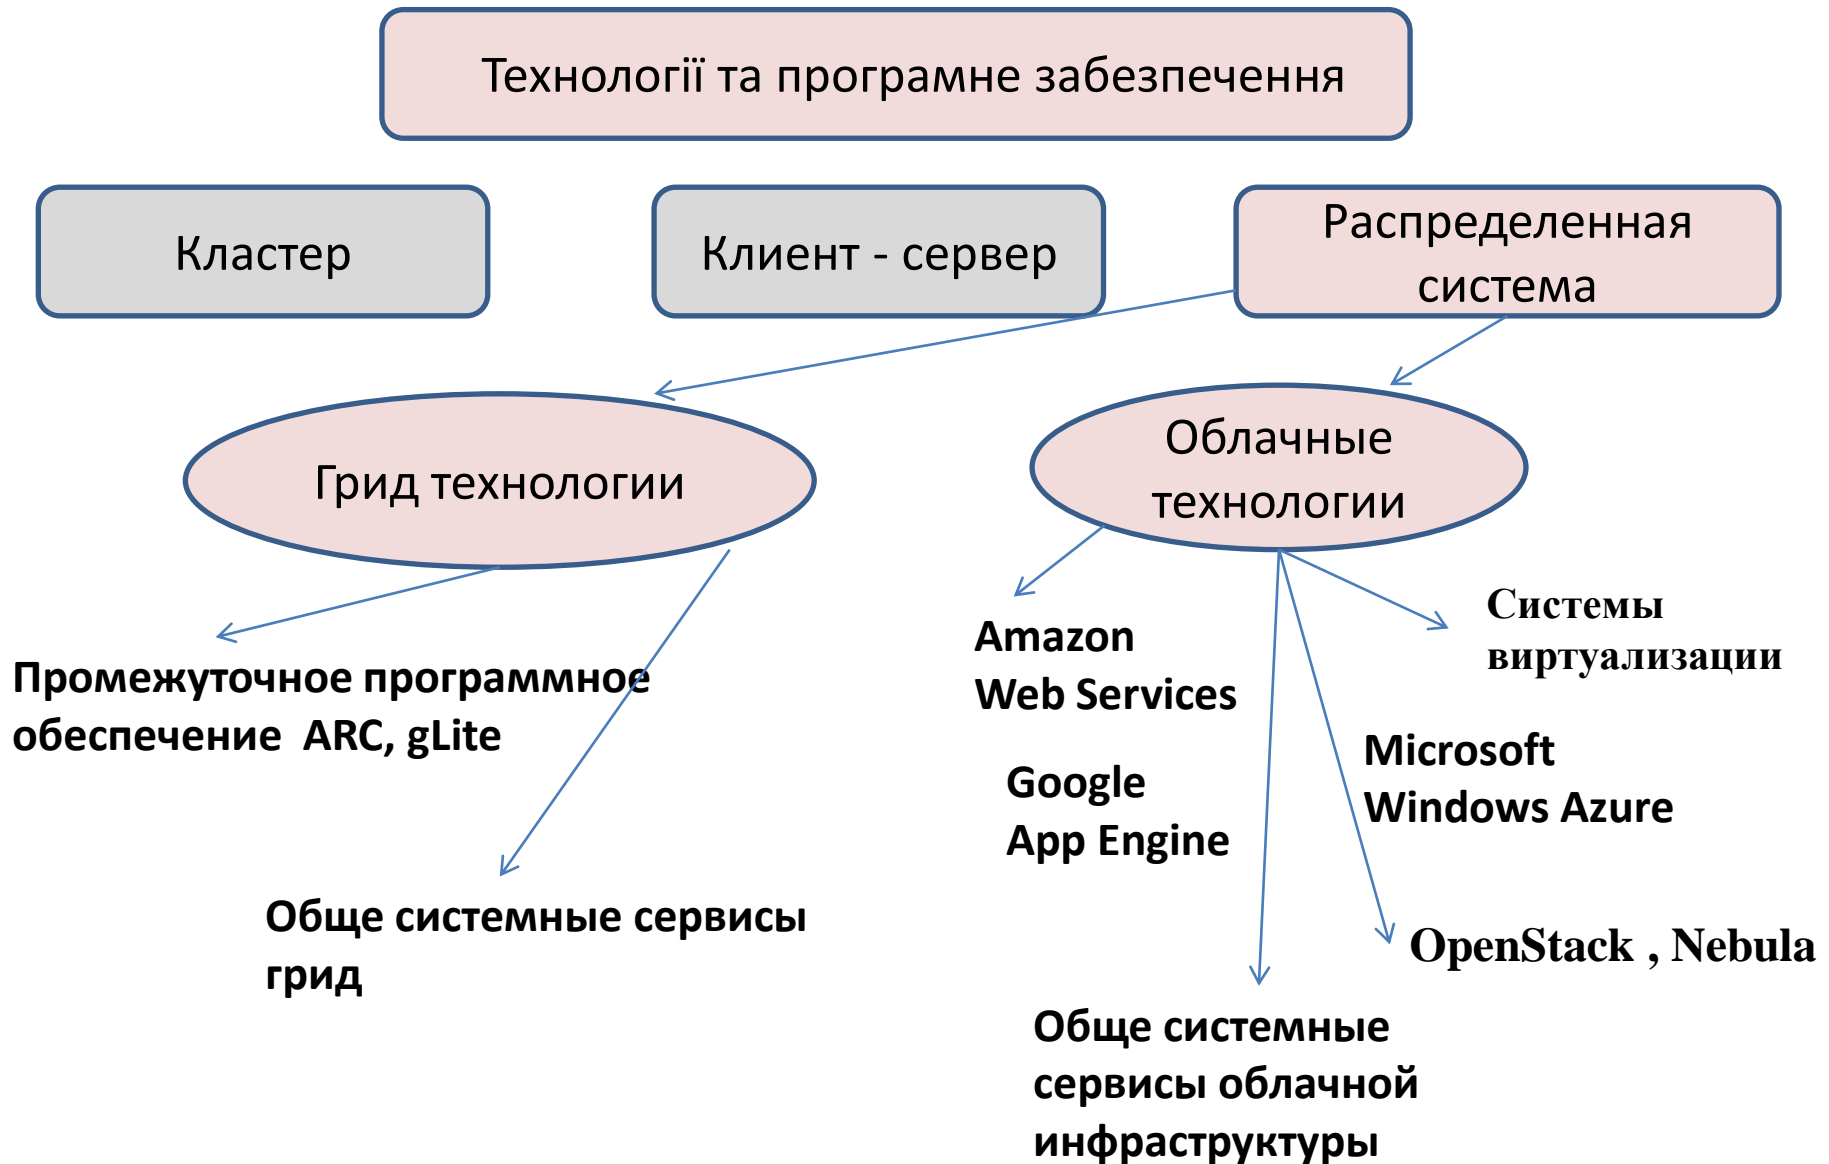 Технології та програмне забезпечення
Кластер
Клиент - сервер
Распределенная
система
Грид технологии
Облачные
технологии
Промежуточное программное
обеспечение ARC, gLite
Обще системные сервисы
грид
Amazon
Web Services
Google
App Engine
Системы
виртуализации
Microsoft
Windows Azure
OpenStack , Nebula
Обще системные
сервисы облачной
инфраструктуры